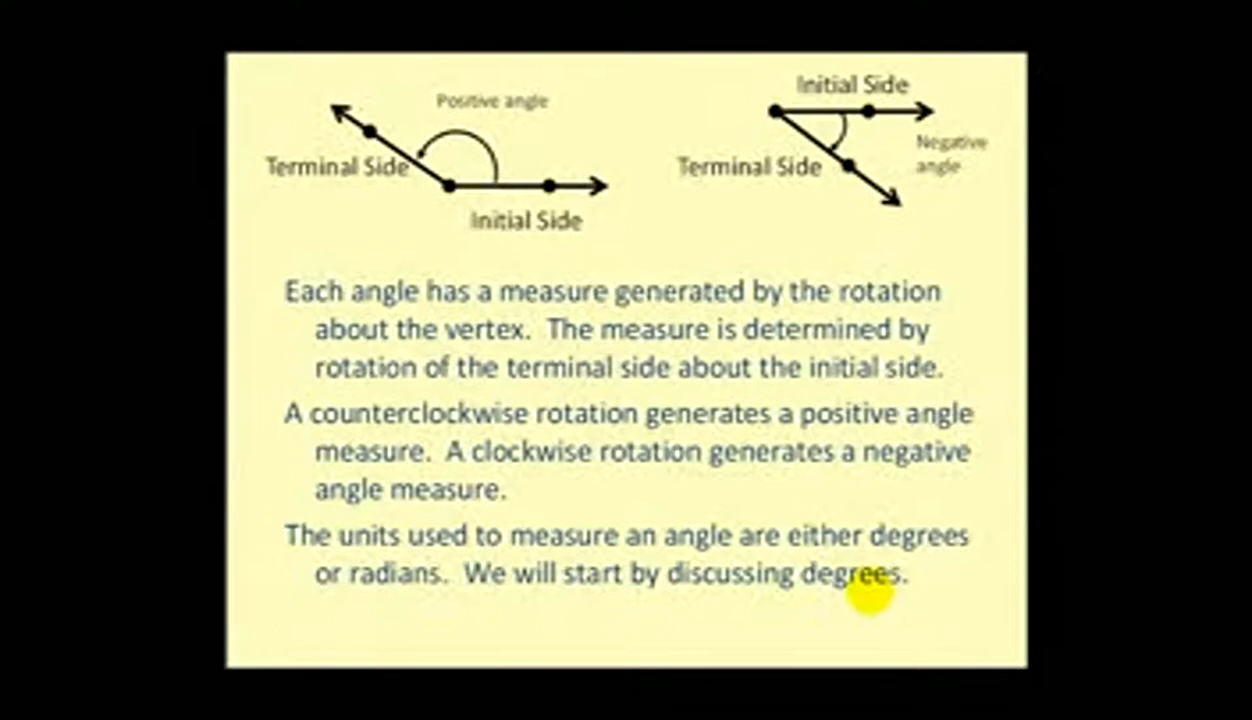 Initial Side
Positive angle
Negative
angle
Terminal Side
Terminal Side
Initial Side
Each angle has a measure generated by the rotation
about the vertex. The measure is determined by
rotation of the terminal side about the initial side.
A counterclockwise rotation generates a positive angle
measure. A clockwise rotation generates a negative
angle measure.
The units used to measure an angle are either degrees
or radians. We will start by discussing degrees.